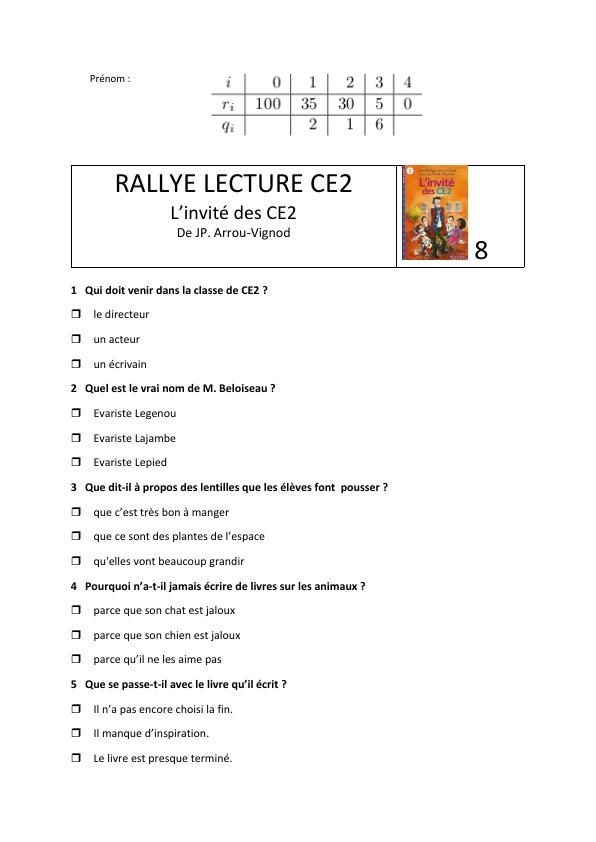 Prénom :
i 0 1 2 3 4
rᵢ 100 35 30 5 0
qᵢ 2 1 6
RALLYE LECTURE CE2
L’invité des CE2
De JP. Arrou-Vignod
L'invité
des CE2
8
1 Qui doit venir dans la classe de CE2 ?
❒ le directeur
❒ un acteur
❒ un écrivain
2 Quel est le vrai nom de M. Beloiseau ?
❒ Evariste Legenou
❒ Evariste Lajambe
❒ Evariste Lepied
3 Que dit-il à propos des lentilles que les élèves font pousser ?
❒ que c’est très bon à manger
❒ que ce sont des plantes de l’espace
❒ qu'elles vont beaucoup grandir
4 Pourquoi n’a-t-il jamais écrire de livres sur les animaux ?
❒ parce que son chat est jaloux
❒ parce que son chien est jaloux
❒ parce qu’il ne les aime pas
5 Que se passe-t-il avec le livre qu’il écrit ?
❒ Il n’a pas encore choisi la fin.
❒ Il manque d’inspiration.
❒ Le livre est presque terminé.